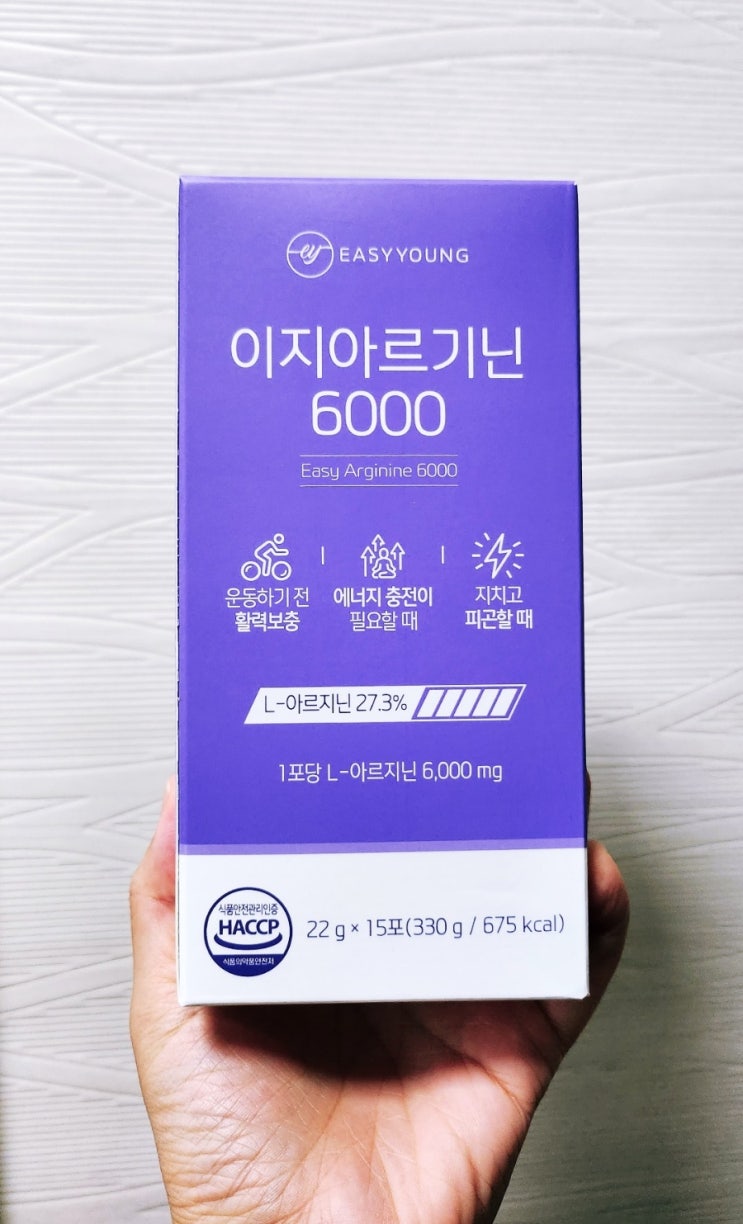 ey EASYYOUNG
이지아르기닌
6000
Easy Arginine 6000
운동하기 전
활력보충
에너지 충전이
필요할 때
지치고
피곤할 때
L-아르지닌 27.3%
1포당 L-아르지닌 6,000 mg
식품안전관리인증
HACCP
식품의약품안전처
22 g × 15포(330 g / 675 kcal)